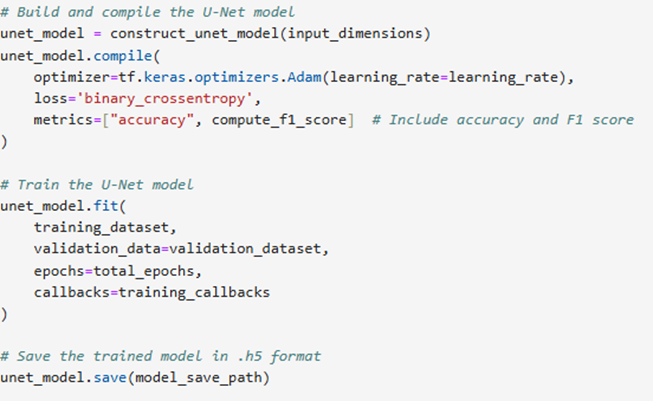 # Build and compile the U-Net model
unet_model = construct_unet_model(input_dimensions)
unet_model.compile(
    optimizer=tf.keras.optimizers.Adam(learning_rate=learning_rate),
    loss='binary_crossentropy',
    metrics=["accuracy", compute_f1_score]  # Include accuracy and F1 score
)

# Train the U-Net model
unet_model.fit(
    training_dataset,
    validation_data=validation_dataset,
    epochs=total_epochs,
    callbacks=training_callbacks
)

# Save the trained model in .h5 format
unet_model.save(model_save_path)